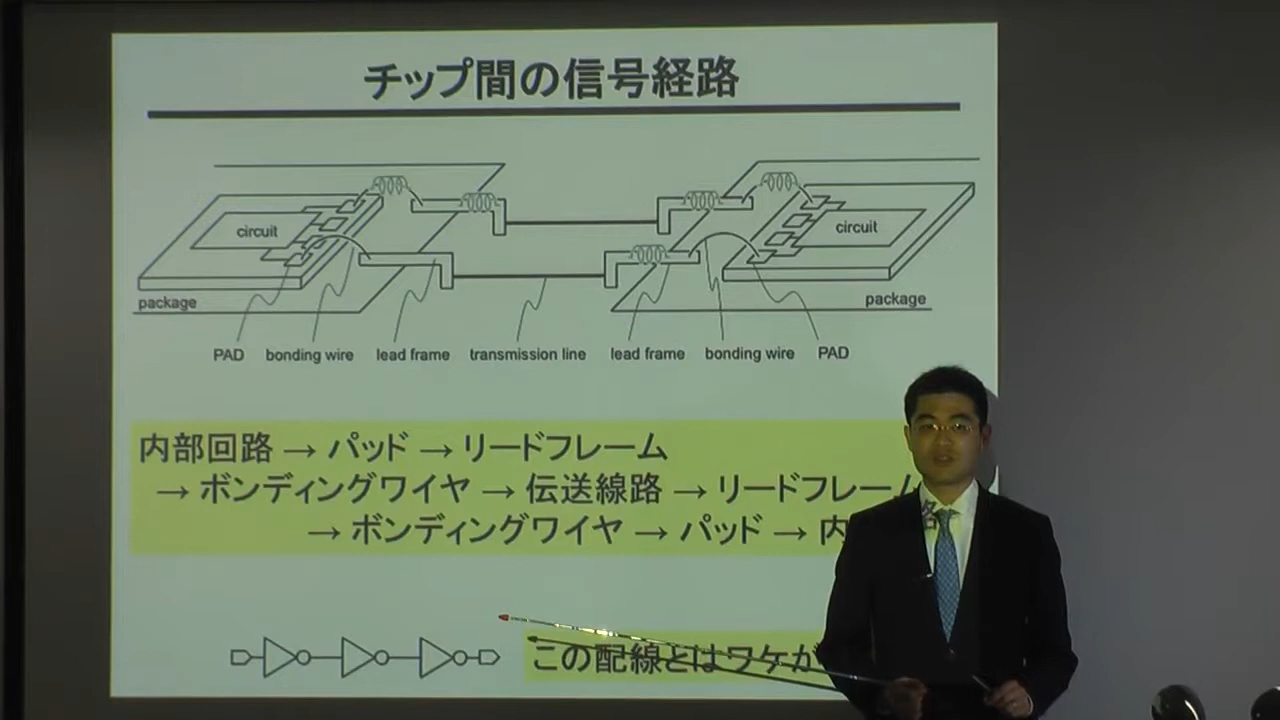 チップ間の信号経路
circuit
circuit
package
package
PAD bonding wire lead frame transmission line lead frame bonding wire PAD
内部回路 → パッド → リードフレーム
→ ボンディングワイヤ → 伝送線路 → リードフレーム
→ ボンディングワイヤ → パッド → 内 路
この配線とはワケが